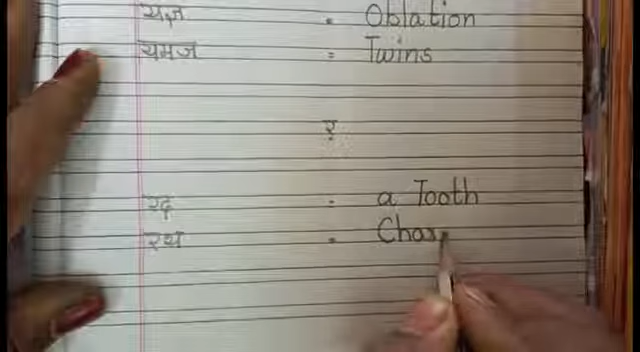 यज्ञ : Oblation
यमज : Twins
र
रद : a Tooth
रथ : Char